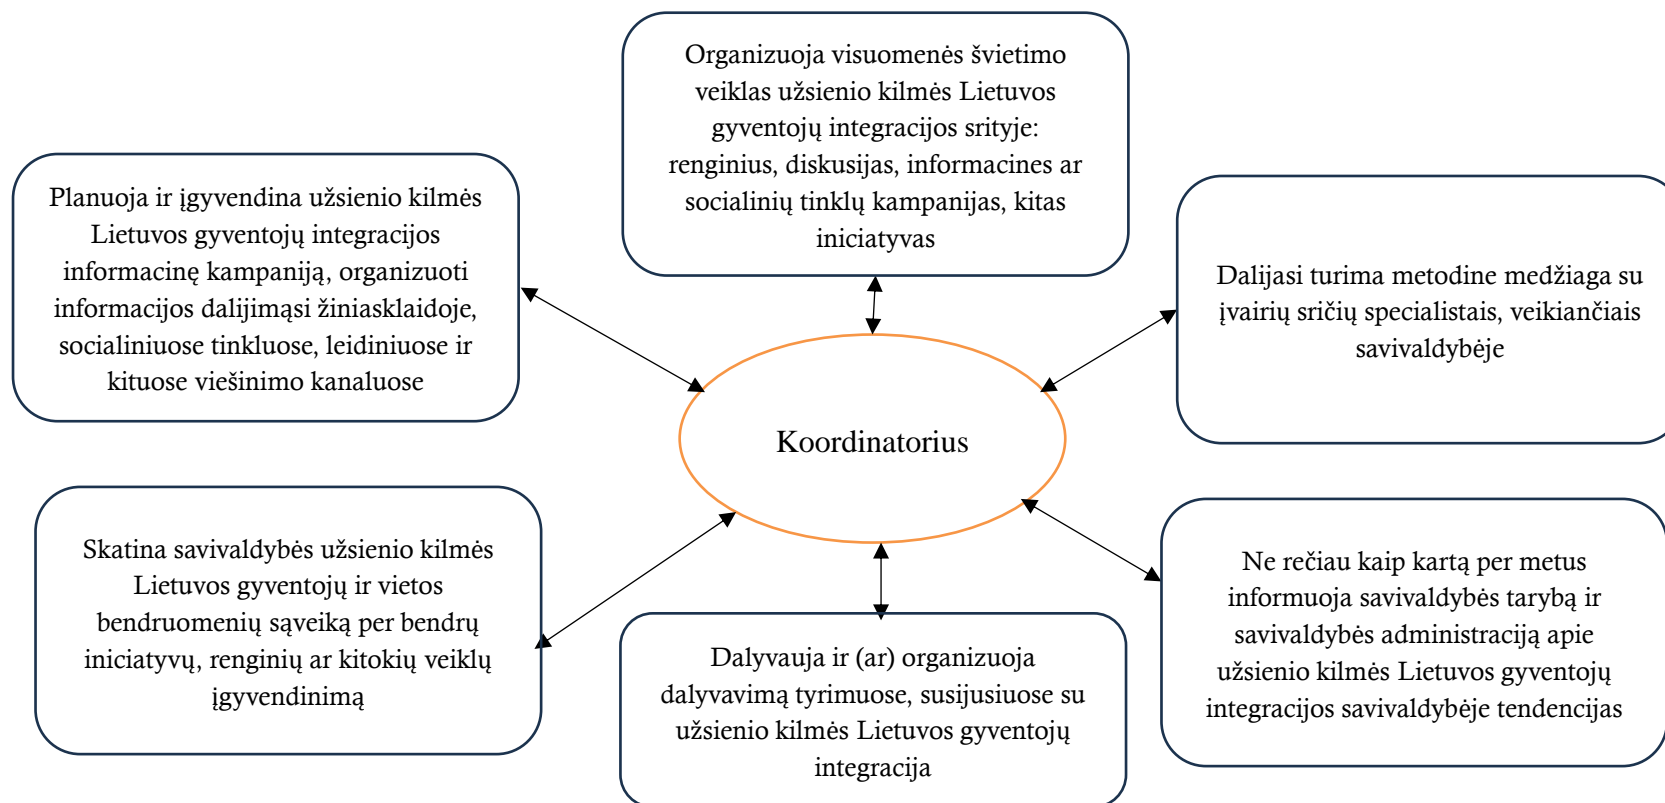 Organizuoja visuomenės švietimo
veiklas užsienio kilmės Lietuvos
gyventojų integracijos srityje:
renginius, diskusijas, informacines ar
socialinių tinklų kampanijas, kitas
iniciatyvas
Planuoja ir įgyvendina užsienio kilmės
Lietuvos gyventojų integracijos
informacinę kampaniją, organizuoti
informacijos dalijimąsi žiniasklaidoje,
socialiniuose tinkluose, leidiniuose ir
kituose viešinimo kanaluose
Dalijasi turima metodine medžiaga su
įvairių sričių specialistais, veikiančiais
savivaldybėje
Koordinatorius
Skatina savivaldybės užsienio kilmės
Lietuvos gyventojų ir vietos
bendruomenių sąveiką per bendrų
iniciatyvų, renginių ar kitokių veiklų
įgyvendinimą
Dalyvauja ir (ar) organizuoja
dalyvavimą tyrimuose, susijusiuose su
užsienio kilmės Lietuvos gyventojų
integracija
Ne rečiau kaip kartą per metus
informuoja savivaldybės tarybą ir
savivaldybės administraciją apie
užsienio kilmės Lietuvos gyventojų
integracijos savivaldybėje tendencijas